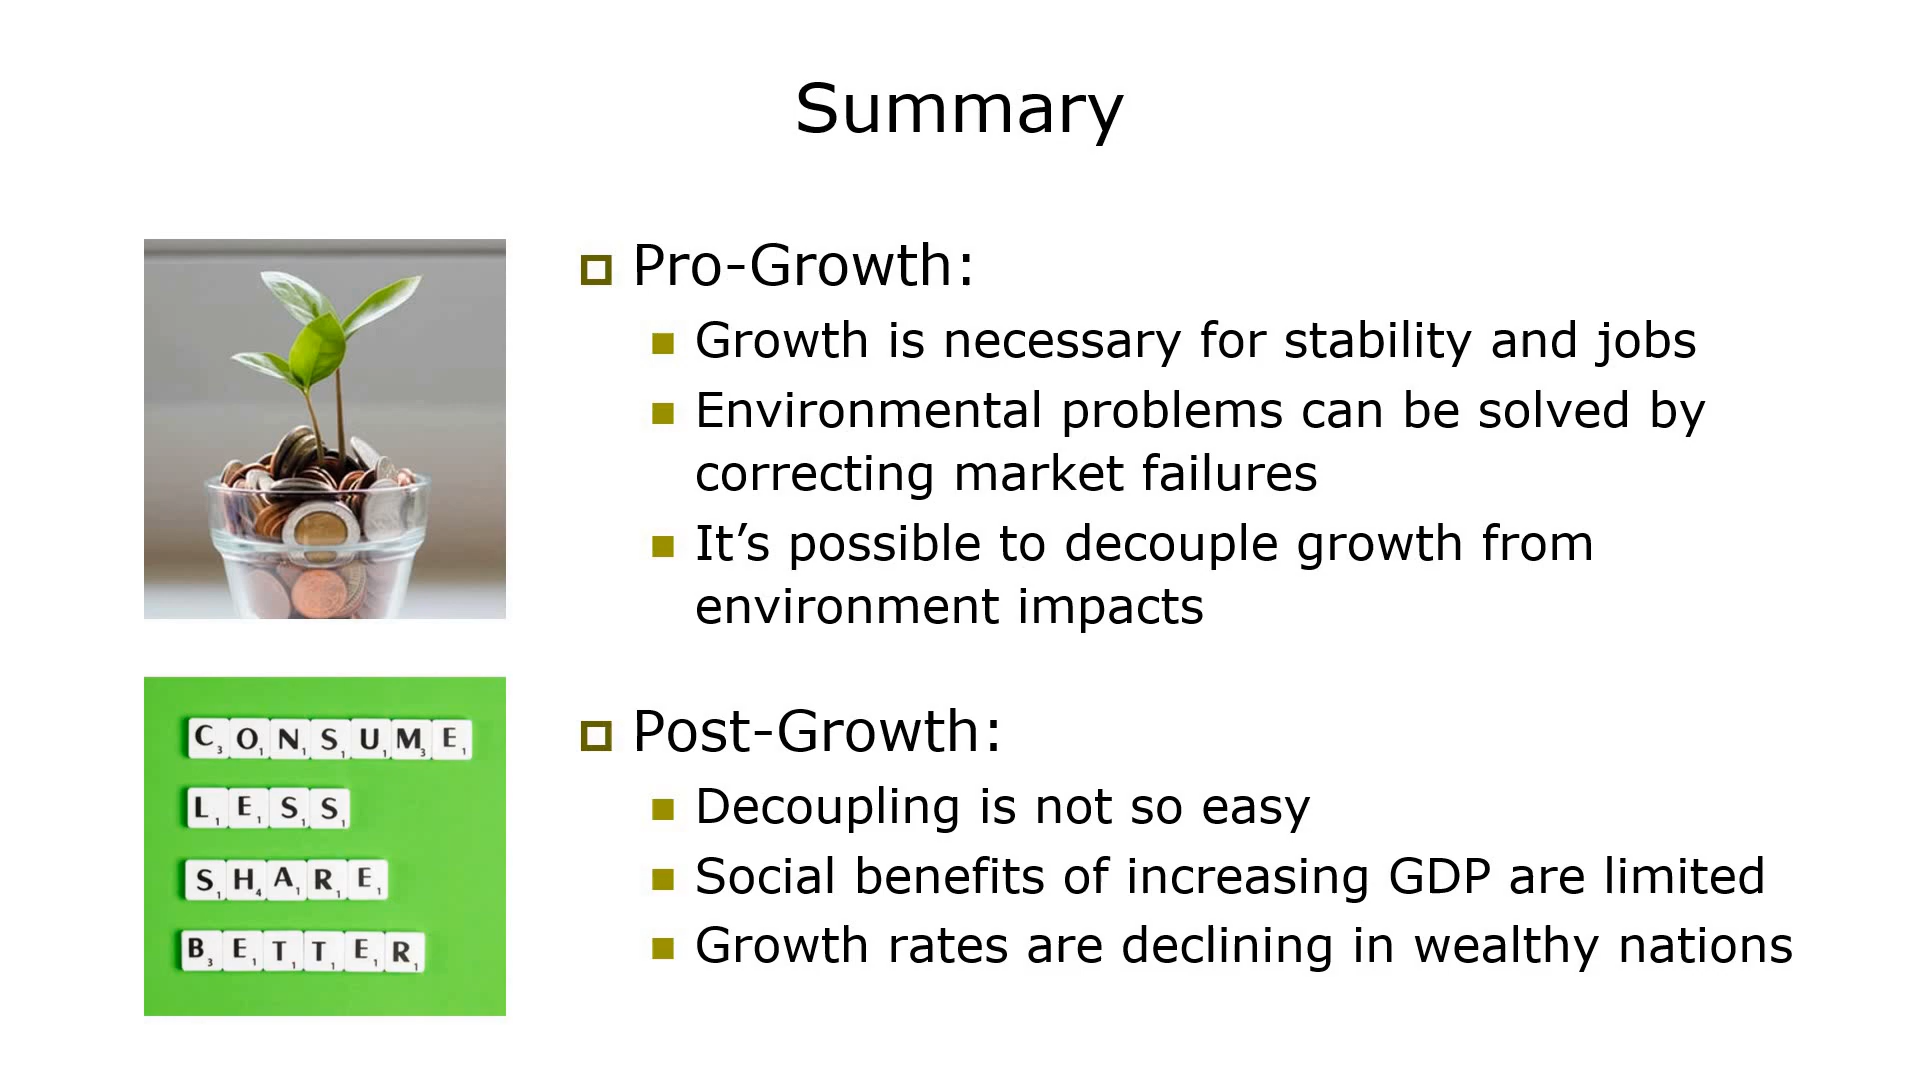 Summary
Pro-Growth:
Growth is necessary for stability and jobs
Environmental problems can be solved by
correcting market failures
It’s possible to decouple growth from
environment impacts
CONSUME
LESS
SHARE
BETTER
Post-Growth:
Decoupling is not so easy
Social benefits of increasing GDP are limited
Growth rates are declining in wealthy nations